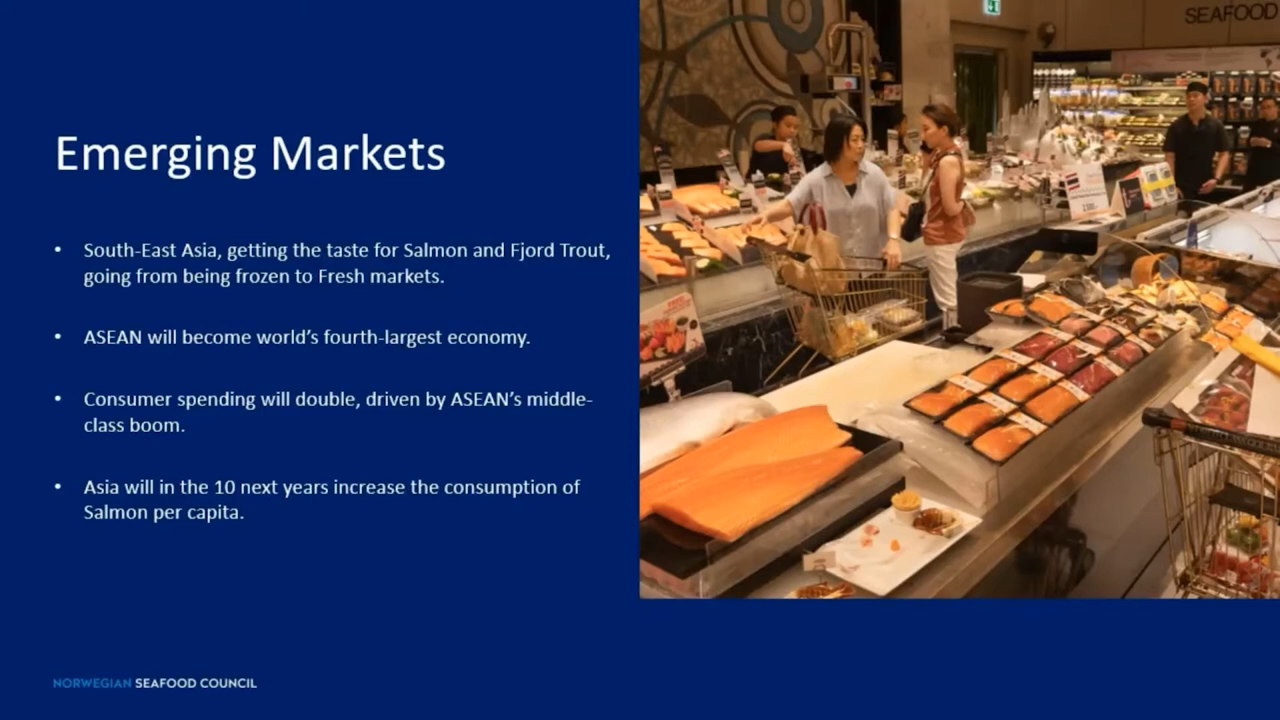 SEAFOOD
Emerging Markets
• South-East Asia, getting the taste for Salmon and Fjord Trout,
going from being frozen to Fresh markets.
• ASEAN will become world's fourth-largest economy.
• Consumer spending will double, driven by ASEAN's middle-
class boom.
• Asia will in the 10 next years increase the consumption of
Salmon per capita.
NORWEGIAN SEAFOOD COUNCIL